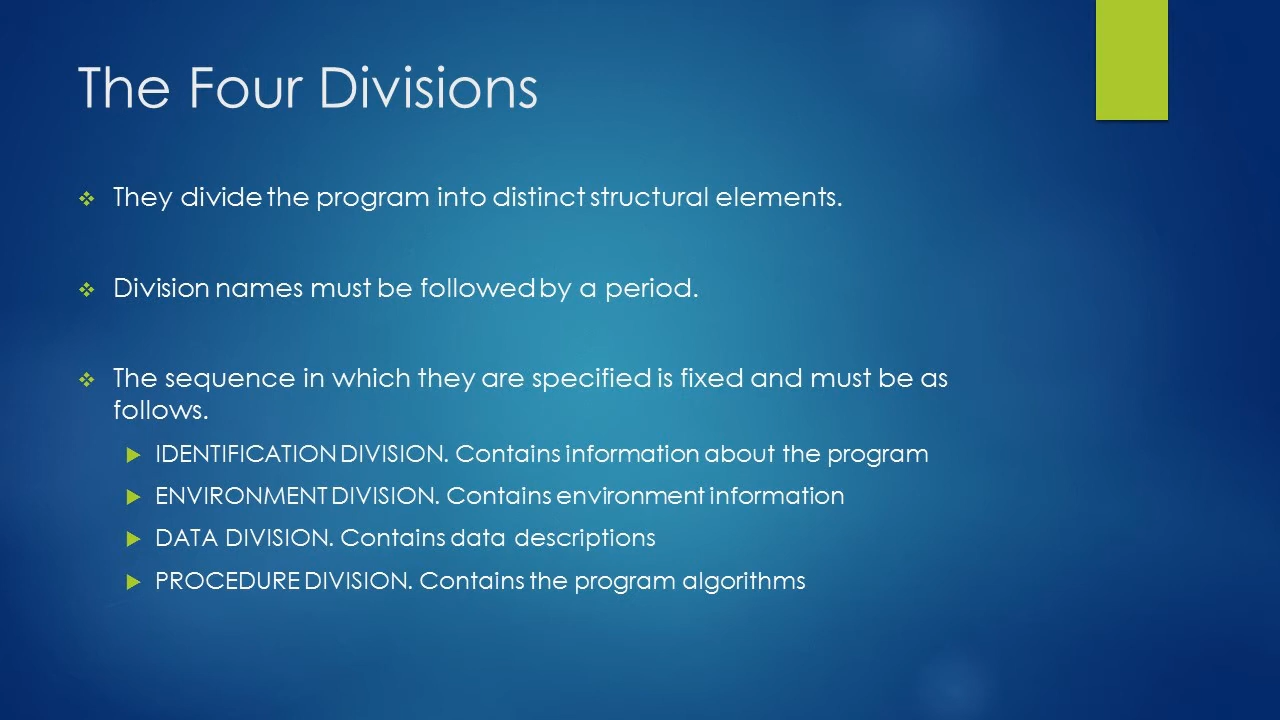 The Four Divisions
They divide the program into distinct structural elements.
Division names must be followed by a period.
The sequence in which they are specified is fixed and must be as
follows.
IDENTIFICATION DIVISION. Contains information about the program
ENVIRONMENT DIVISION. Contains environment information
DATA DIVISION. Contains data descriptions
PROCEDURE DIVISION. Contains the program algorithms